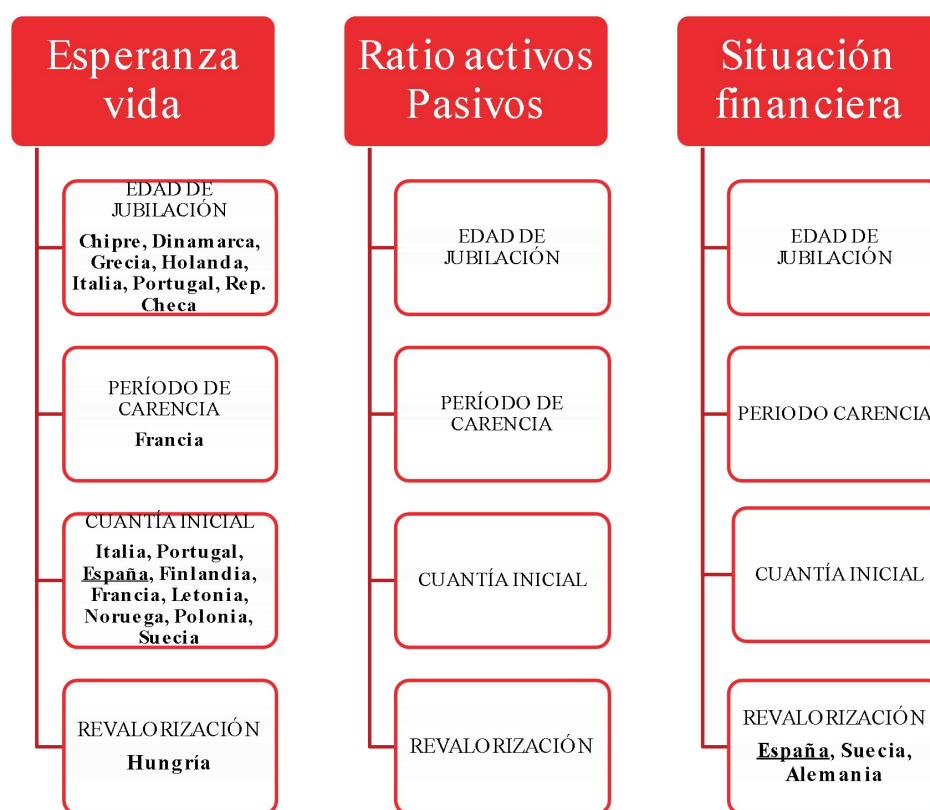 Esperanza
vida
EDAD DE
JUBILACIÓN
Chipre, Dinamarca,
Grecia, Holanda,
Italia, Portugal, Rep.
Checa
PERÍODO DE
CARENCIA
Francia
CUANTÍA INICIAL
Italia, Portugal,
España, Finlandia,
Francia, Letonia,
Noruega, Polonia,
Suecia
REVALORIZACIÓN
Hungría
Ratio activos
Pasivos
EDAD DE
JUBILACIÓN
PERÍODO DE
CARENCIA
CUANTÍA INICIAL
REVALORIZACIÓN
Situación
financiera
EDAD DE
JUBILACIÓN
PERIODO CARENCIA
CUANTÍA INICIAL
REVALORIZACIÓN
España, Suecia,
Alemania